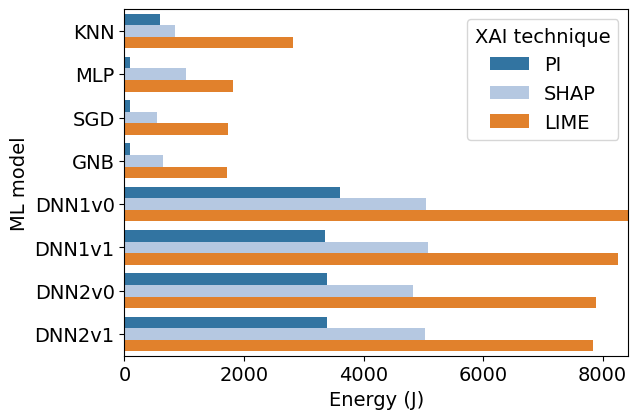 XAI technique
PI
SHAP
LIME
ML model
KNN
MLP
SGD
GNB
DNN1v0
DNN1v1
DNN2v0
DNN2v1
0 2000 4000 6000 8000
Energy (J)